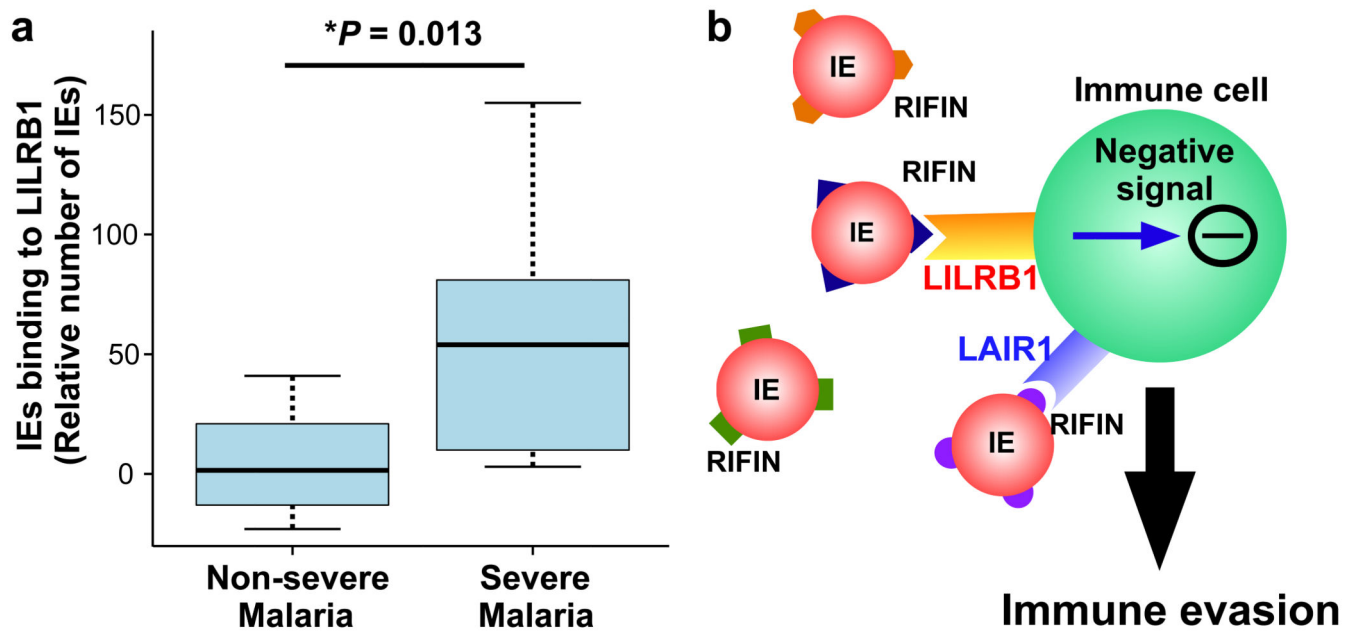 a
*P = 0.013
IEs binding to LILRB1
(Relative number of IEs)
150
100
50
0
Non-severe
Malaria
Severe
Malaria
b
IE
RIFIN
Immune cell
Negative
signal
RIFIN
IE
LILRB1
LAIR1
IE
RIFIN
IE
RIFIN
Immune evasion